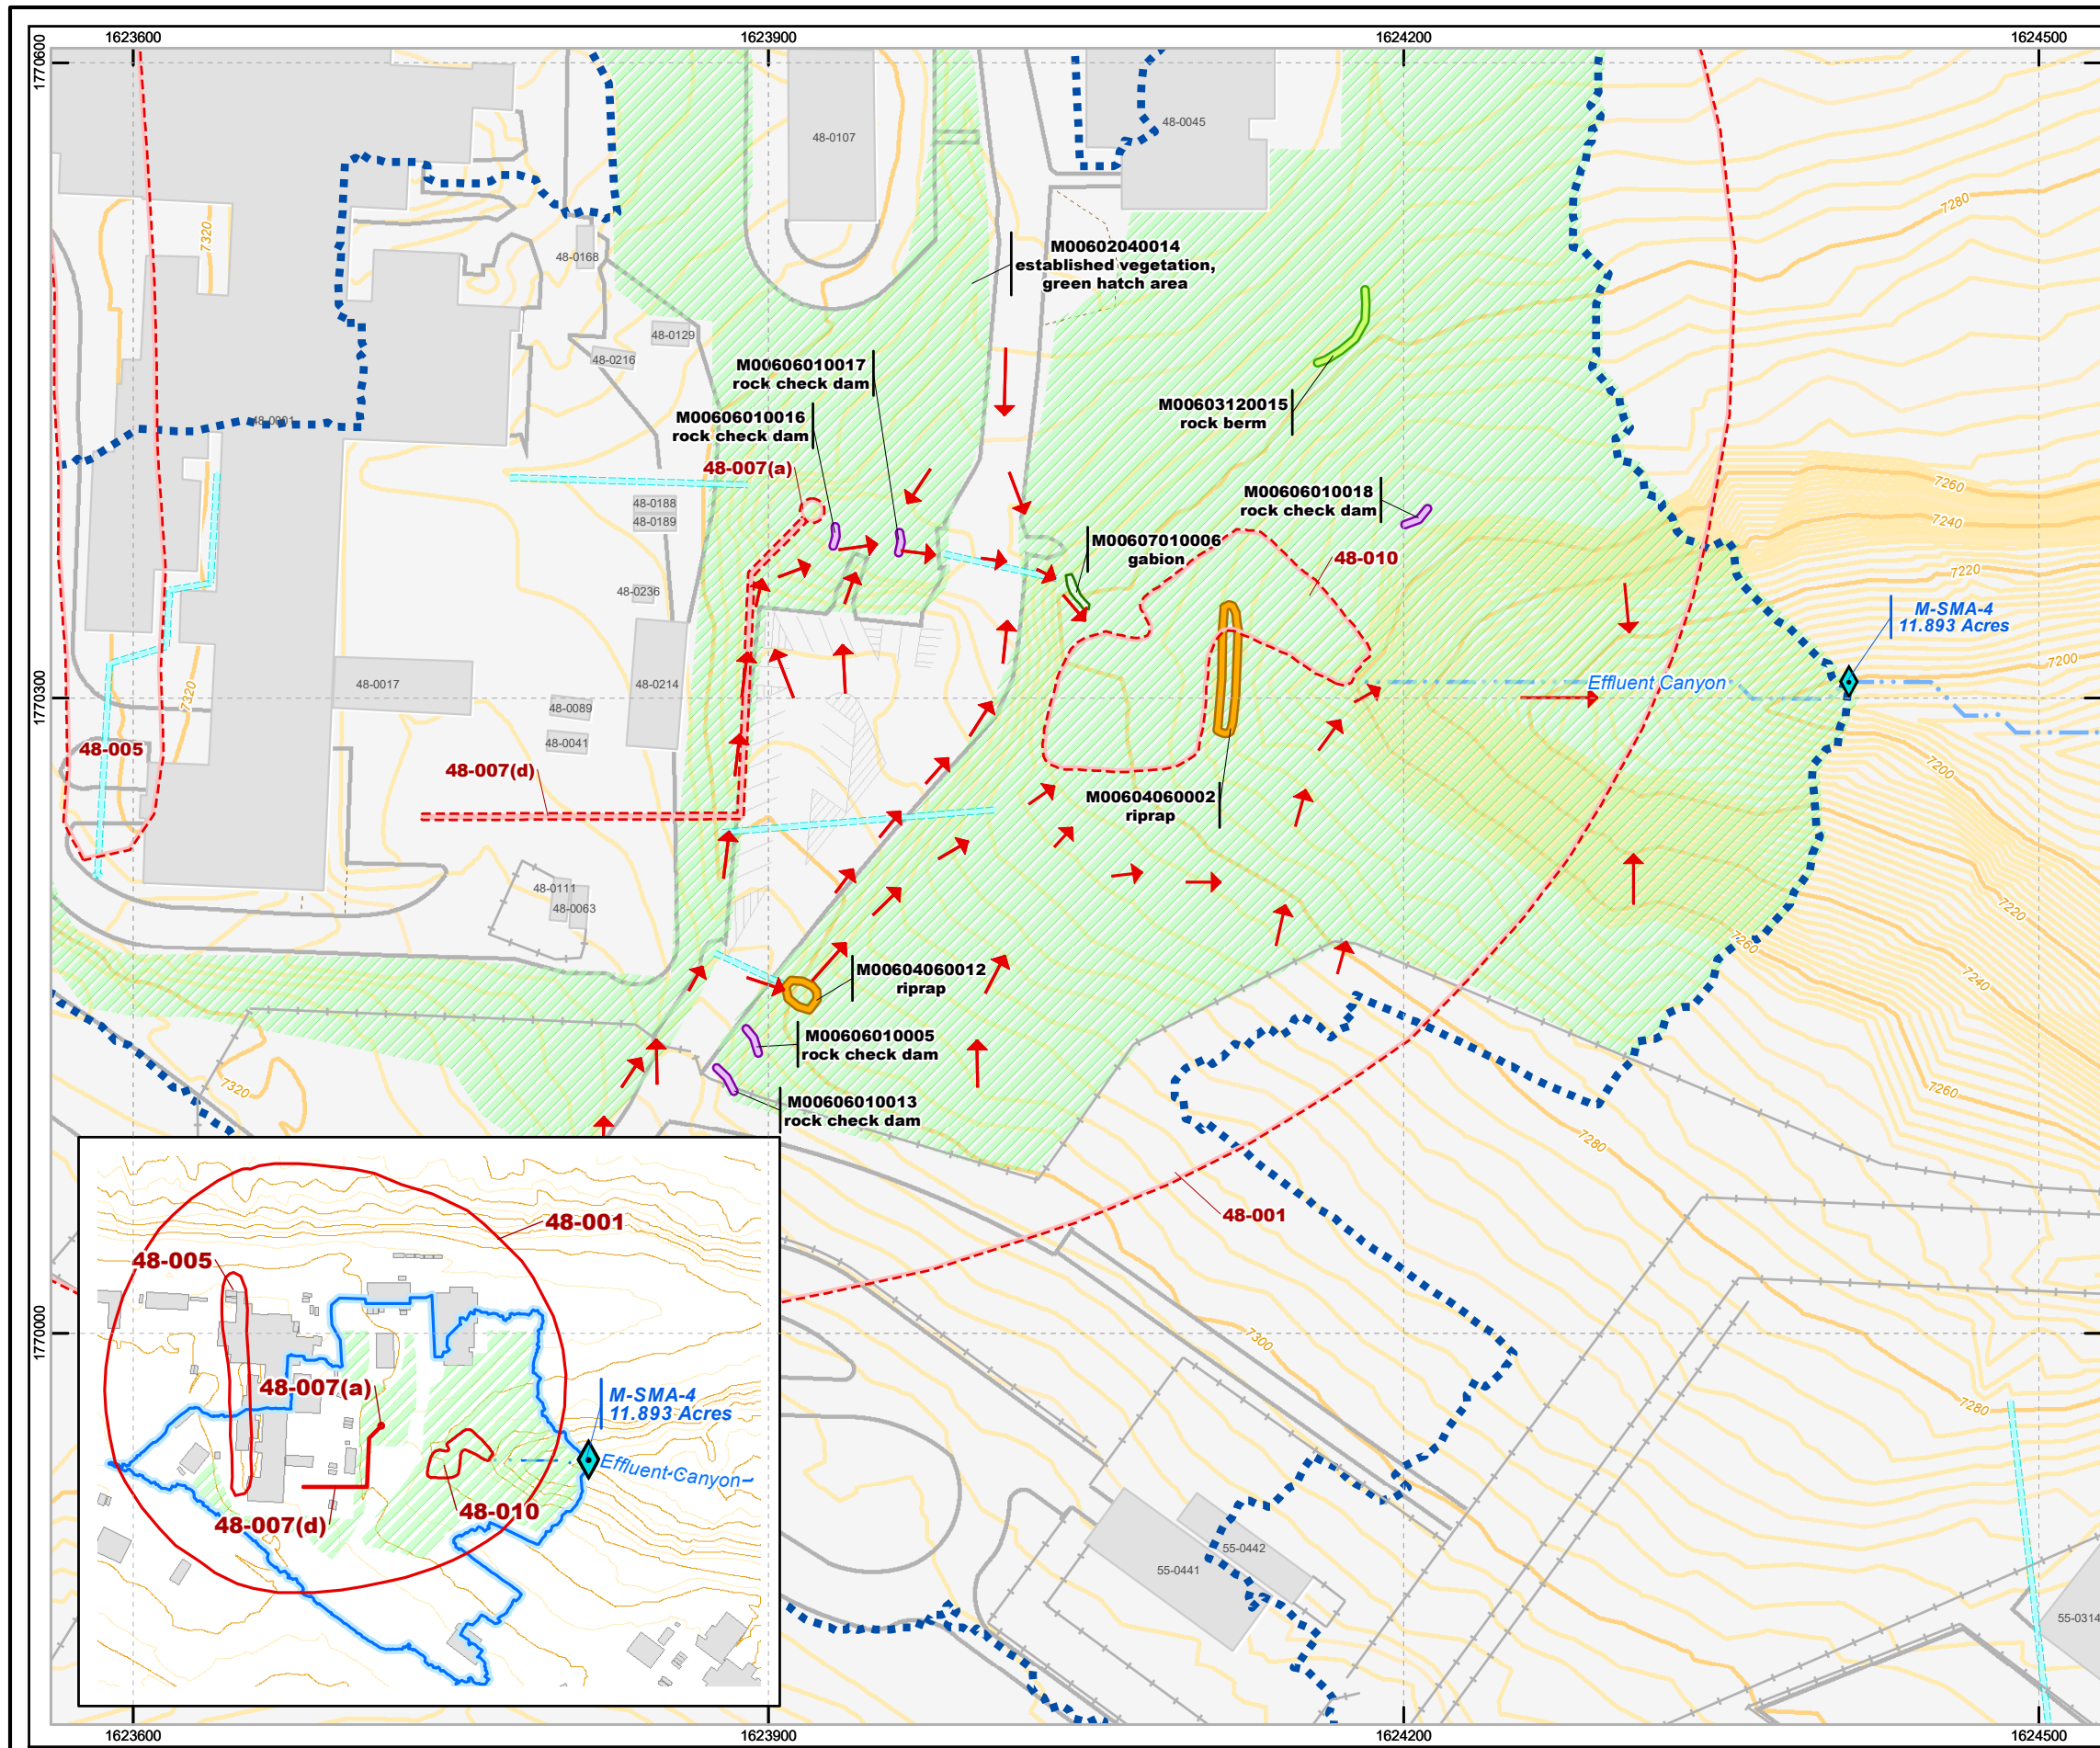 1623600
1623900
1624200
1624500
1770600
48-0107
48-0045
7280
7320
48-0168
M00602040014
established vegetation,
green hatch area
48-0129
48-0216
M00606010017
rock check dam
M00603120015
rock berm
M00606010016
rock check dam
48-0001
48-007(a)
M00606010018
rock check dam
7260
7240
48-0188
48-0189
M00607010006
gabion
48-010
7220
48-0236
M-SMA-4
11.893 Acres
7200
48-0017
48-0214
Effluent Canyon
7320
1770300
48-0089
48-0041
48-005
48-007(d)
7200
M00604060002
riprap
48-0111
48-0063
7220
7260
7240
M00604060012
riprap
M00606010005
rock check dam
7320
7260
M00606010013
rock check dam
7280
48-001
48-001
48-005
1770000
7300
48-007(a)
M-SMA-4
11.893 Acres
7280
Effluent Canyon
48-010
48-007(d)
55-0442
55-0441
55-0314
1623600
1623900
1624200
1624500